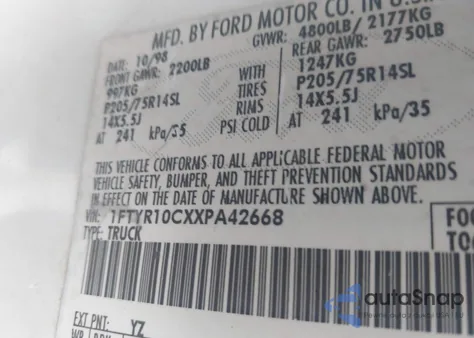 MFD. BY FORD MOTOR CO. IN U.S.A.
DATE: 10/98 GVWR: 4800LB/ 2177KG
FRONT GAWR: 2200LB REAR GAWR: 2750LB
997KG WITH 1247KG
P205/75R14SL TIRES P205/75R14SL
14X5.5J RIMS 14X5.5J
AT 241 kPa/35 PSI COLD AT 241 kPa/35
THIS VEHICLE CONFORMS TO ALL APPLICABLE FEDERAL MOTOR
VEHICLE SAFETY, BUMPER, AND THEFT PREVENTION STANDARDS
IN EFFECT ON THE DATE OF MANUFACTURE SHOWN ABOVE.
VIN: 1FTYR10CXXPA42668
TYPE: TRUCK
EXT PNT: YZ
autoSnap